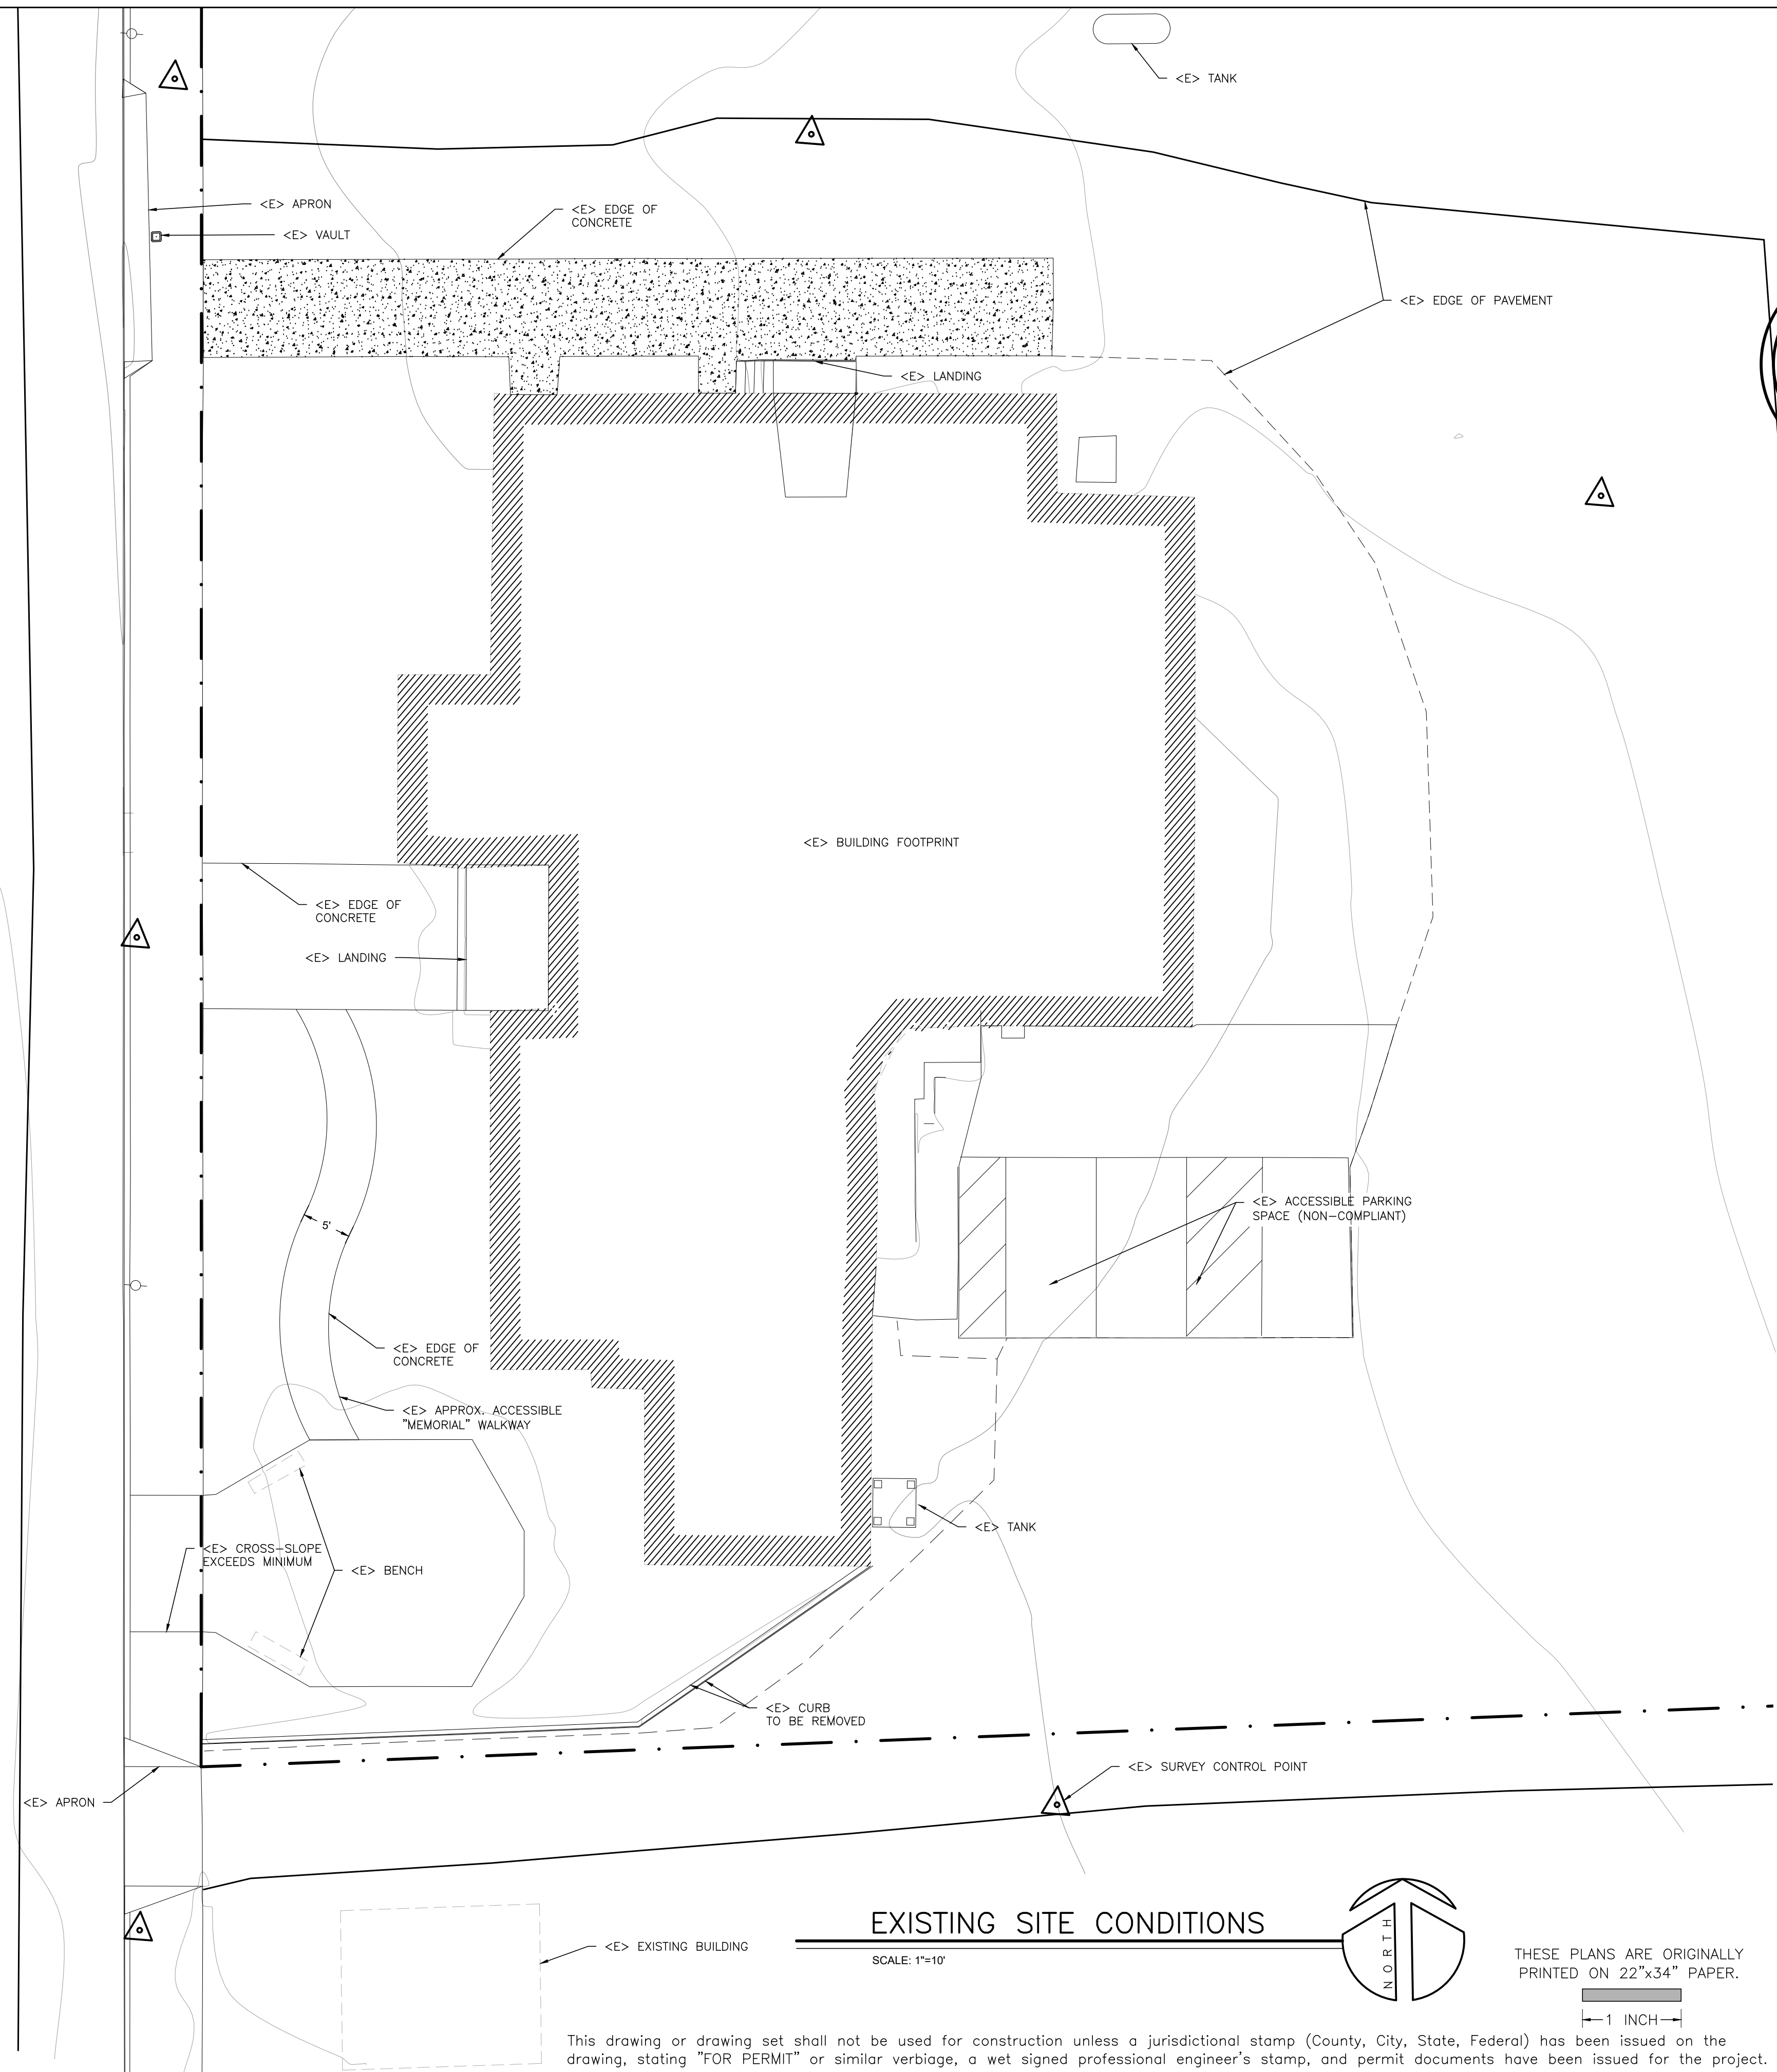 <E> TANK
<E> APRON
<E> EDGE OF
CONCRETE
<E> VAULT
<E> EDGE OF PAVEMENT
<E> LANDING
<E> BUILDING FOOTPRINT
<E> EDGE OF
CONCRETE
<E> LANDING
<E> ACCESSIBLE PARKING
SPACE (NON-COMPLIANT)
5'
<E> EDGE OF
CONCRETE
<E> APPROX. ACCESSIBLE
"MEMORIAL" WALKWAY
<E> TANK
<E> CROSS-SLOPE
EXCEEDS MINIMUM
<E> BENCH
<E> CURB
TO BE REMOVED
<E> SURVEY CONTROL POINT
<E> APRON
EXISTING SITE CONDITIONS
SCALE: 1"=10'
NORTH
<E> EXISTING BUILDING
THESE PLANS ARE ORIGINALLY
PRINTED ON 22"x34" PAPER.
1 INCH
This drawing or drawing set shall not be used for construction unless a jurisdictional stamp (County, City, State, Federal) has been issued on the
drawing, stating "FOR PERMIT" or similar verbiage, a wet signed professional engineer's stamp, and permit documents have been issued for the project.